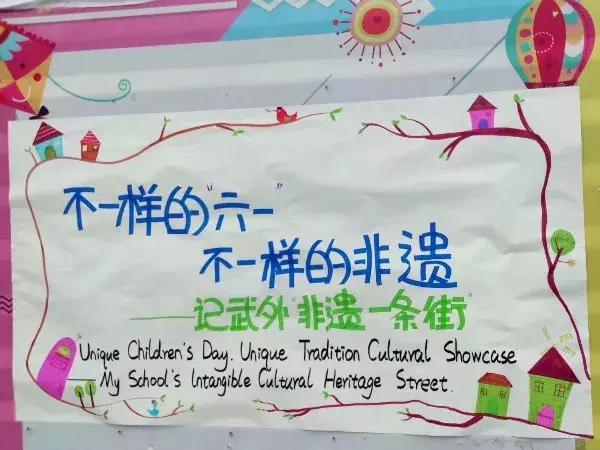 不一样的"六一"
不一样的非遗
——记武外"非遗一条街"
"Unique Children's Day. Unique Tradition Cultural Showcase
—My School's Intangible Cultural Heritage Street.